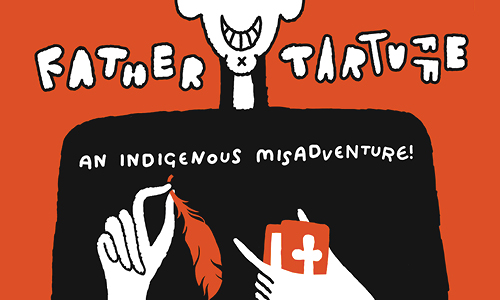 FATHER TARTUFFE
AN INDIGENOUS MISADVENTURE!